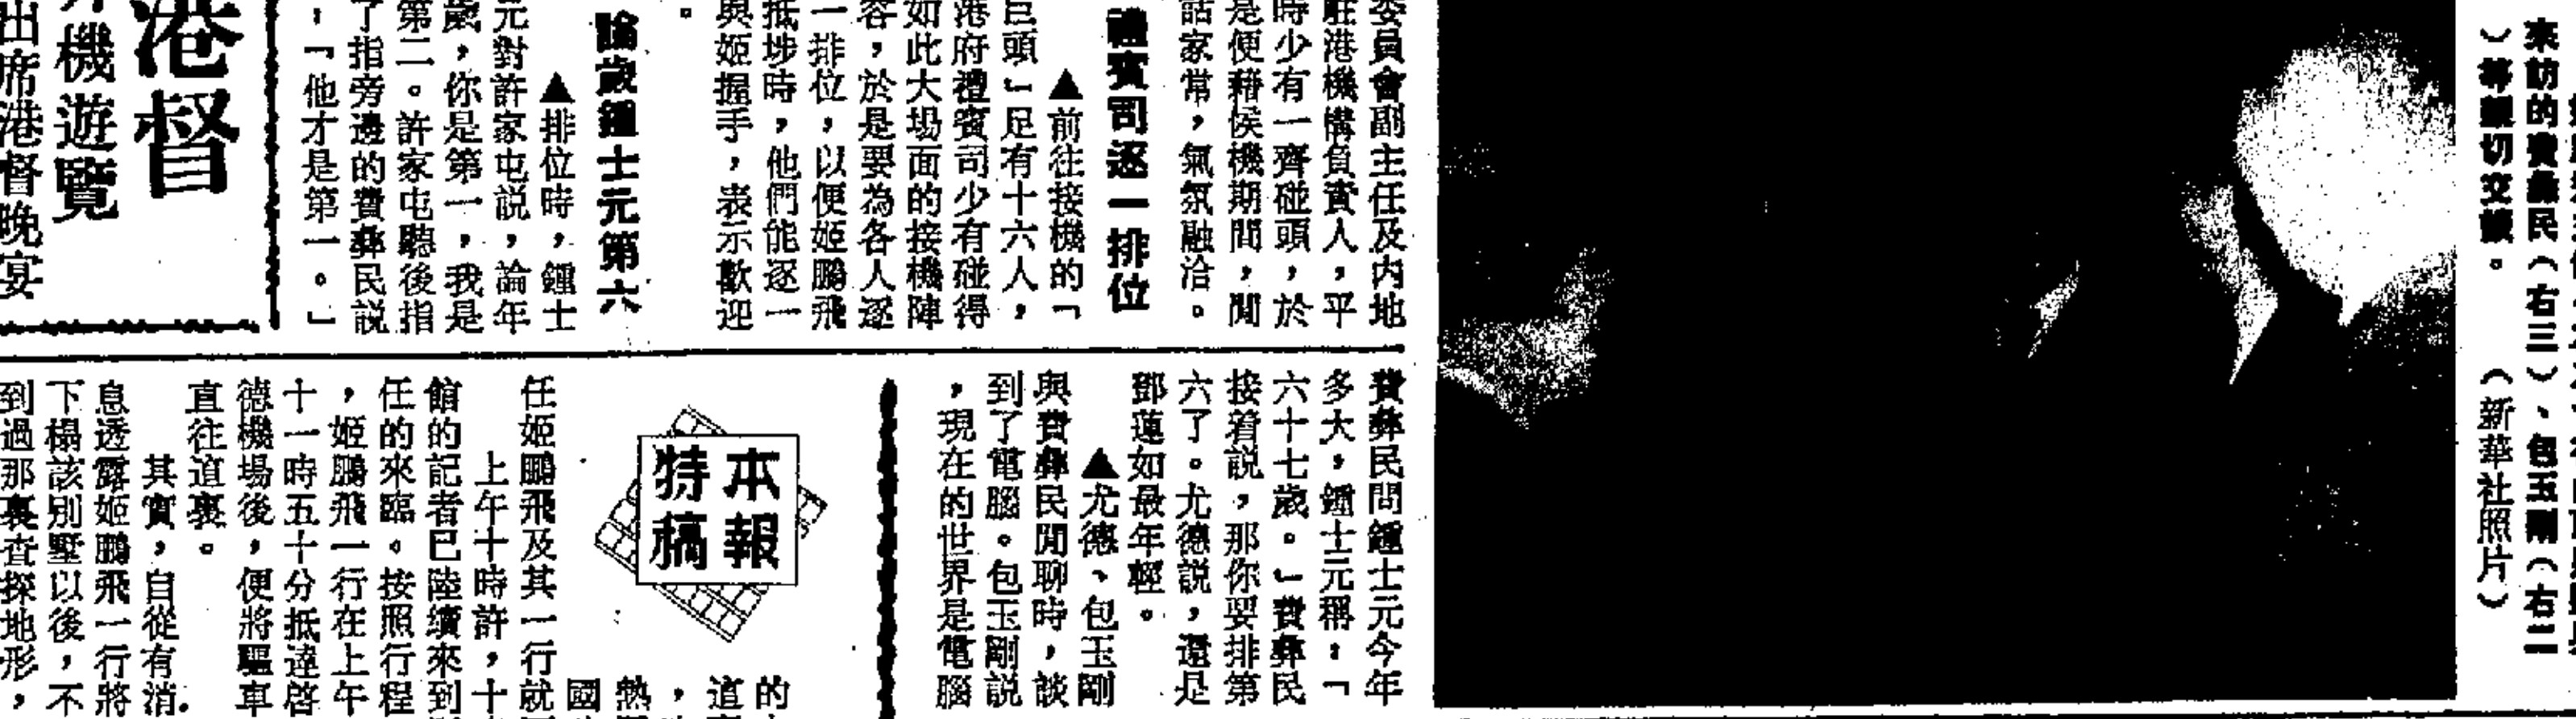 來訪的費彝民（右三）、包玉剛（右二
）等親切交談。　　（新華社照片）
委員會副主任及内地
駐港機構負責人，平
時少有一齊碰頭，於
是便藉侯機期間，閒
話家常，氣氛融洽。
禮賓司逐一排位
▲前往接機的「
巨頭」足有十六人，
港府禮賓司少有碰得
如此大場面的接機陣
容，於是要為各人逐
一排位，以便姬鵬飛
抵埗時，他們能逐一
與姬握手，表示歡迎
。
論歲鍾士元第六
▲排位時，鍾士
元對許家屯説，論年
歲，你是第一，我是
第二。許家屯聽後指
了指旁邊的費彝民説
：「他才是第一。」
港督
機遊覽
出席港督晚宴
費彝民問鍾士元今年
多大，鍾士元稱：「
六十七歲。」費彝民
接着説，那你要排第
六了。尤德説，還是
鄧蓮如最年輕。
▲尤德、包玉剛
與費彝民閒聊時，談
到了電腦。包玉剛説
，現在的世界是電腦
本報
特稿
的
道
，
熱
國
任姬鵬飛及其一行就
上午十時許，十
館的記者已陸續來到
任的來臨。按照行程
，姬鵬飛一行在上午
十一時五十分抵達啓
德機場後，便將驅車
直往道裏。
其實，自從有消
息透露姬鵬飛一行將
下榻該別墅以後，不
到過那裏查探地形，